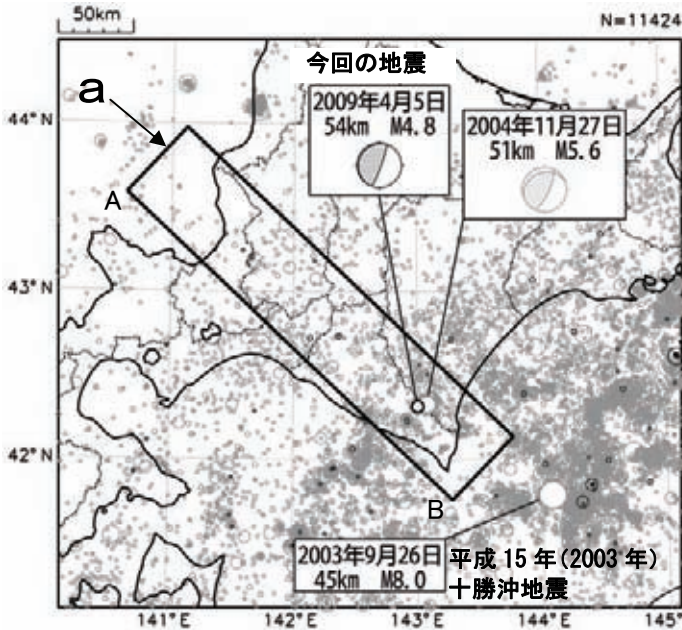 50km
N=11424
今回の地震
a
2009年4月5日
54km M4.8
2004年11月27日
51km M5.6
44°N
A
43°N
42°N
B
2003年9月26日
45km M8.0
平成15年(2003年)
十勝沖地震
141°E
142°E
143°E
144°E
145°